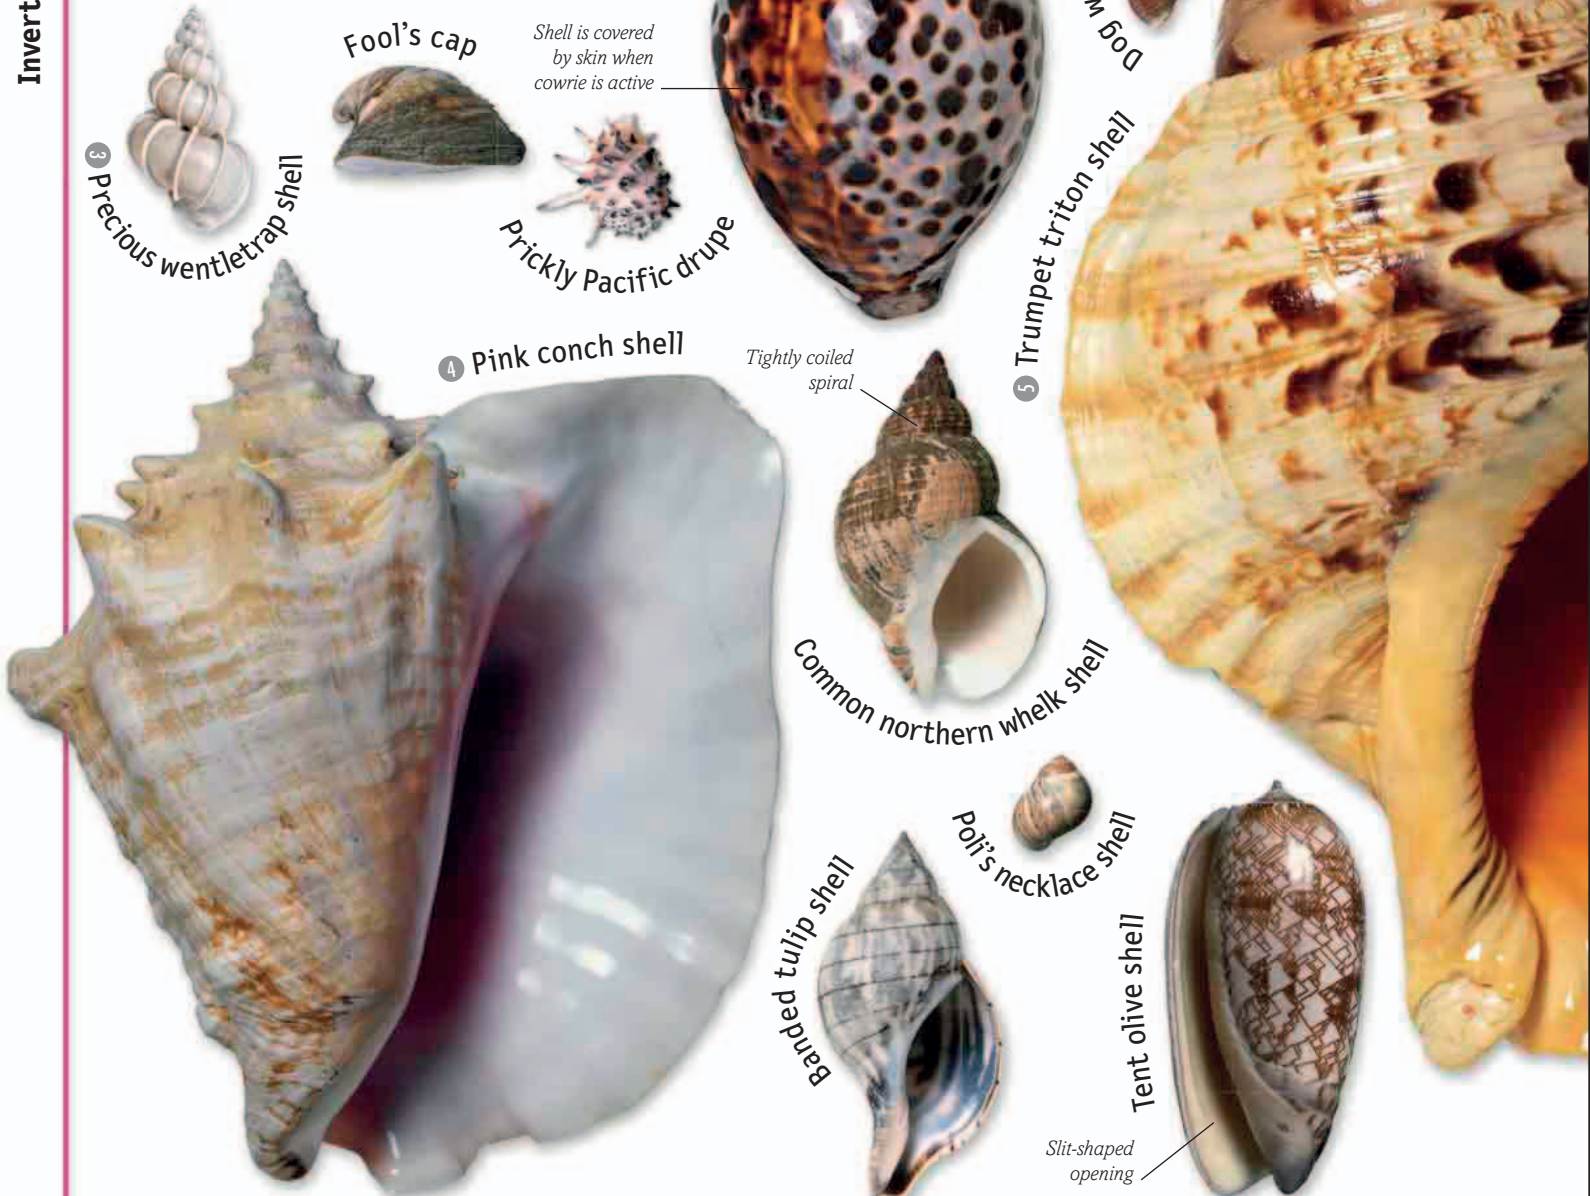 Invert
Fool's cap
Shell is covered
by skin when
cowrie is active
Dog w
3 Precious wentletrap shell
Prickly Pacific drupe
5 Trumpet triton shell
4 Pink conch shell
Tightly coiled
spiral
Common northern whelk shell
Poli's necklace shell
Banded tulip shell
Tent olive shell
Slit-shaped
opening